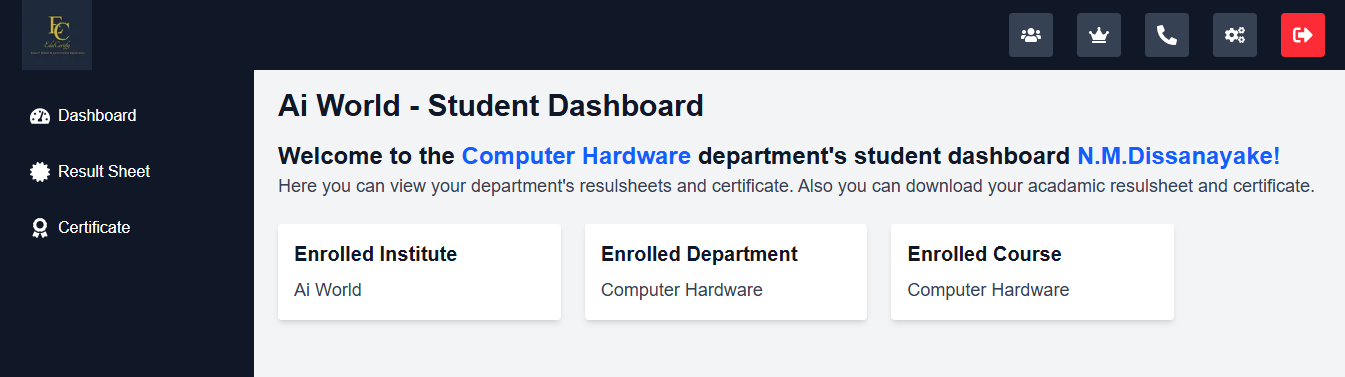 EC
EduCertify
Dashboard
Result Sheet
Certificate
Ai World - Student Dashboard
Welcome to the Computer Hardware department's student dashboard N.M.Dissanayake!
Here you can view your department's resulsheets and certificate. Also you can download your acadamic resulsheet and certificate.
Enrolled Institute
Ai World
Enrolled Department
Computer Hardware
Enrolled Course
Computer Hardware